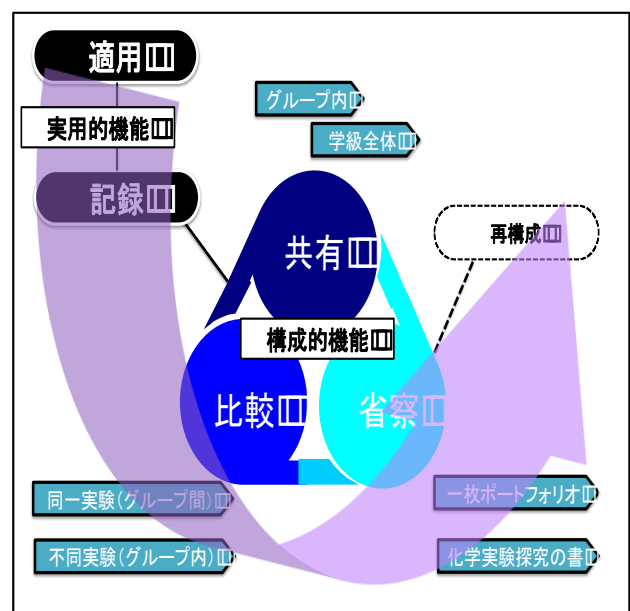 適用
グループ内
実用的機能
学級全体
記録
共有
再構成
構成的機能
比較
省察
同一実験(グループ間)
一枚ポートフォリオ
不同実験(グループ内)
化学実験探究の書